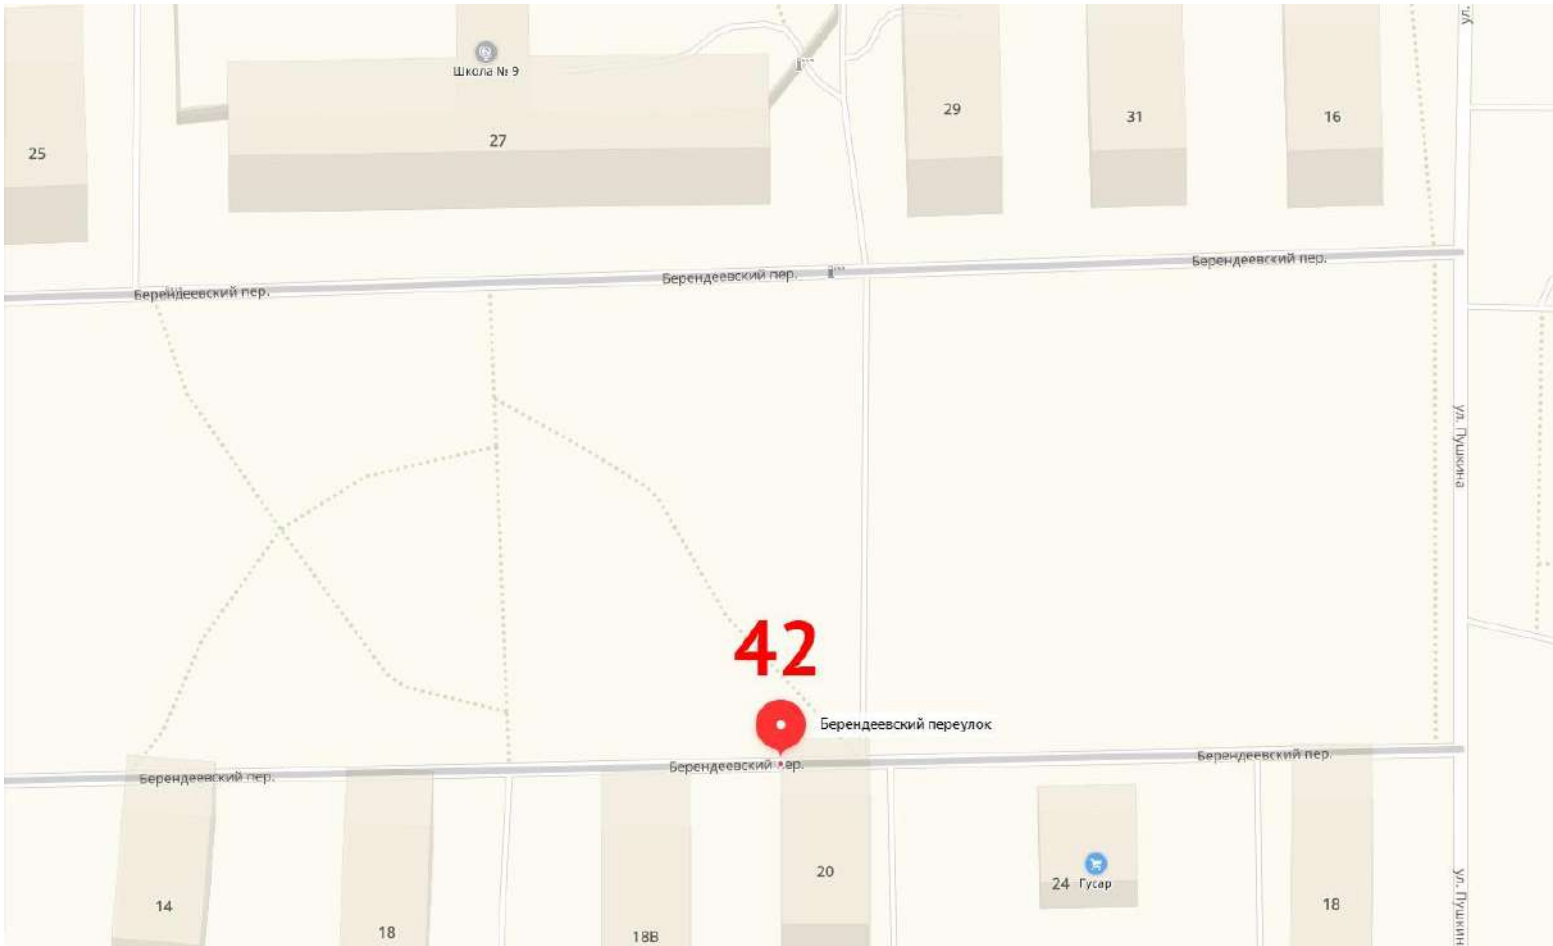 ул.
Школа № 9
29
31
16
25
27
Берендеевский пер.
Берендеевский пер.
Берендеевский пер.
ул. Пушкина
42
Берендеевский переулок
Берендеевский пер.
Берендеевский пер.
Берендеевский пер.
20
24 Гусар
14
18
18В
18
ул. Пушкин